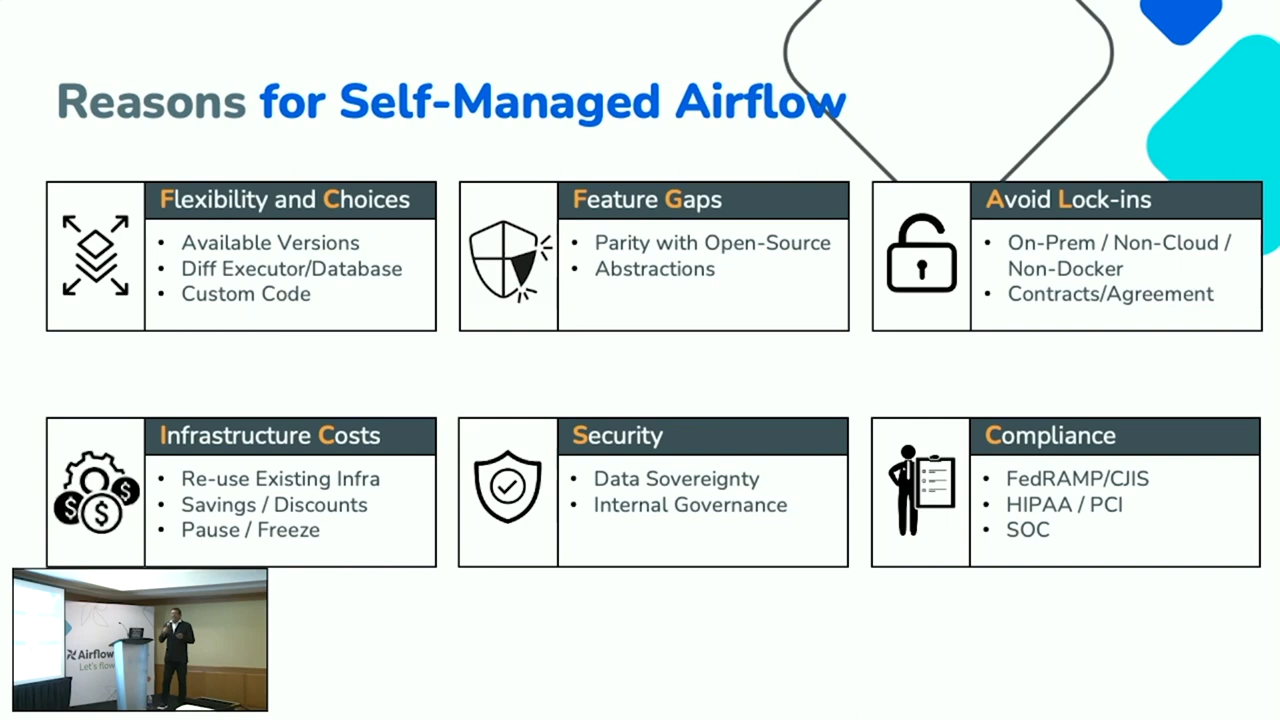 Reasons for Self-Managed Airflow
Flexibility and Choices
• Available Versions
• Diff Executor/Database
• Custom Code
Feature Gaps
• Parity with Open-Source
• Abstractions
Avoid Lock-ins
• On-Prem / Non-Cloud /
Non-Docker
• Contracts/Agreement
Infrastructure Costs
• Re-use Existing Infra
• Savings / Discounts
• Pause / Freeze
Security
• Data Sovereignty
• Internal Governance
Compliance
• FedRAMP/CJIS
• HIPAA / PCI
• SOC
$ $ $
Airflow
Let's flow